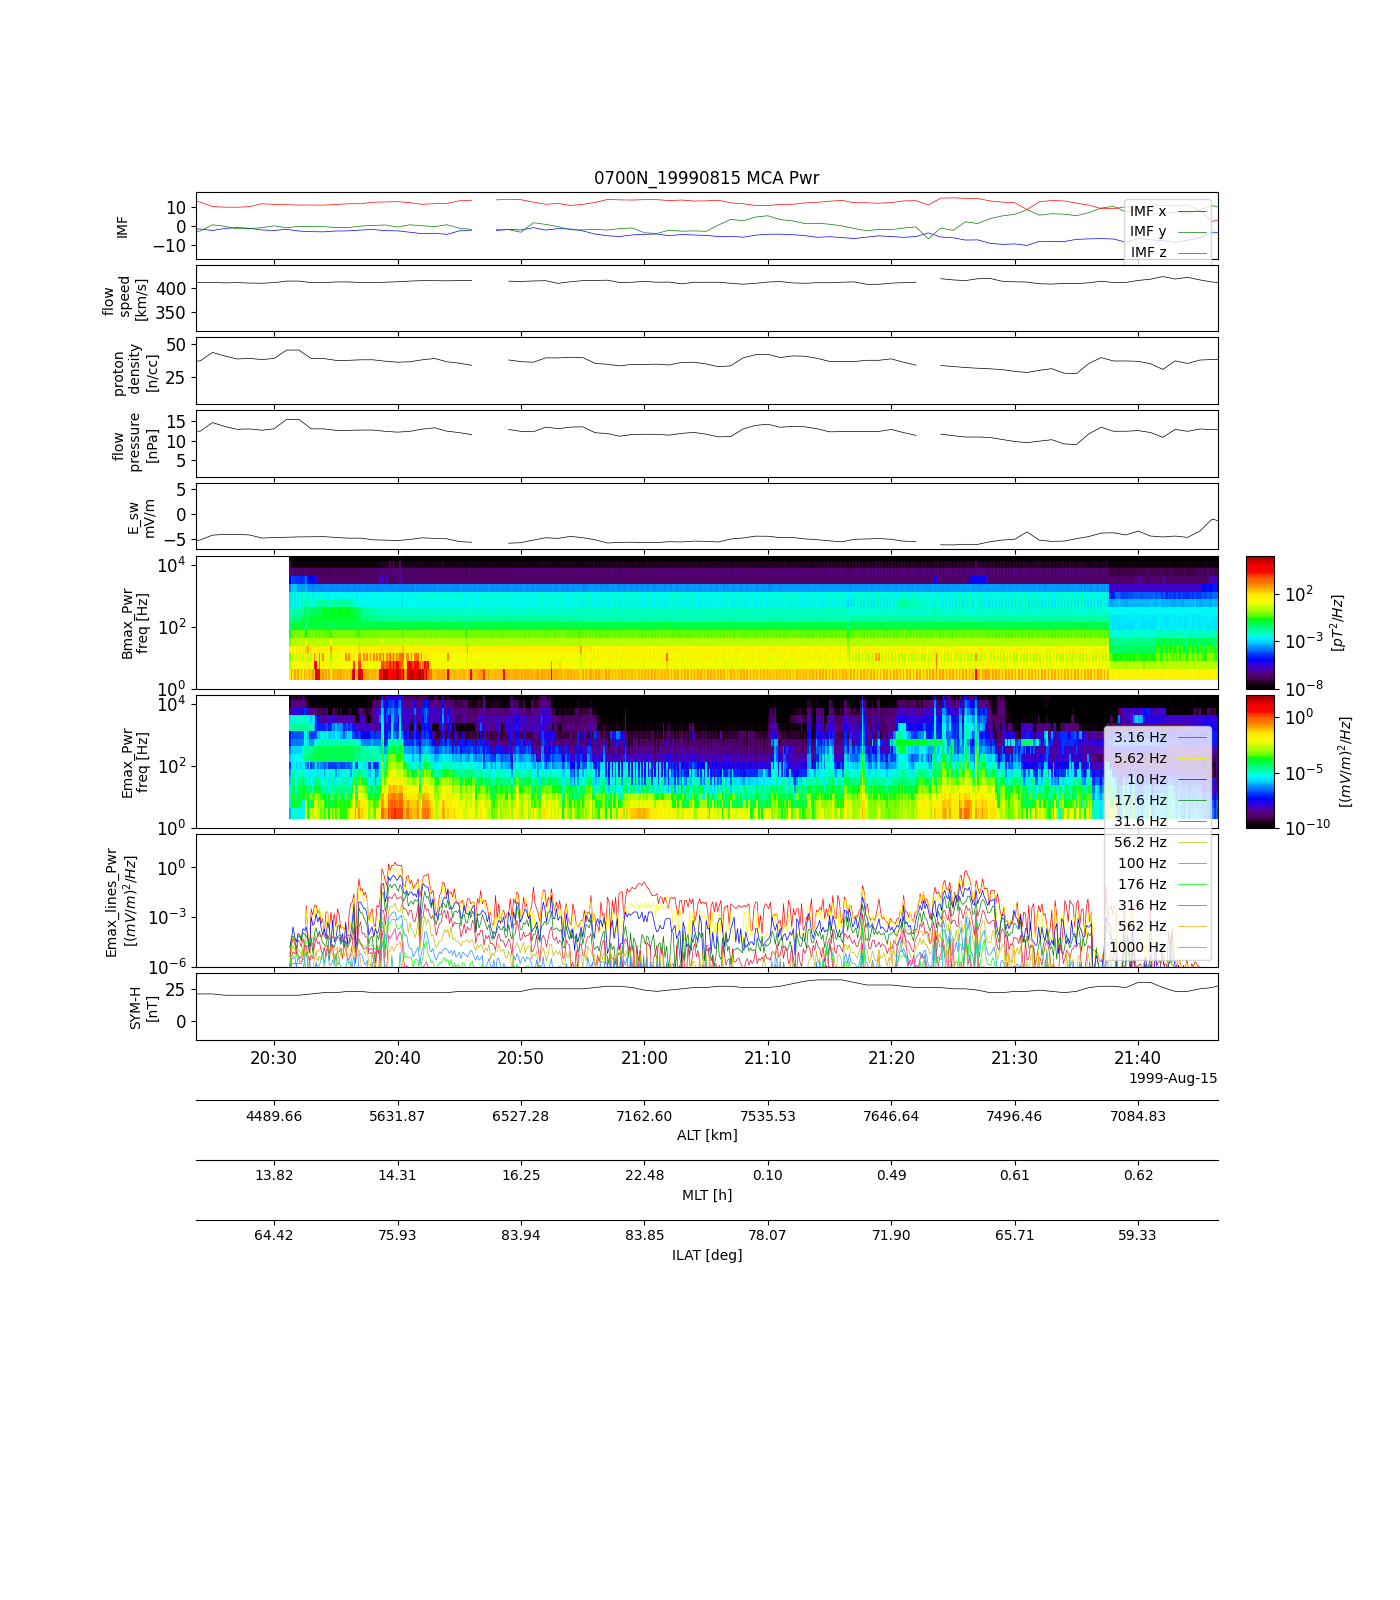 0700N_19990815 MCA Pwr
IMF
10
0
−10
IMF x
IMF y
IMF z
flow
speed
[km/s]
400
350
proton
density
[n/cc]
50
25
flow
pressure
[nPa]
15
10
5
E_sw
mV/m
5
0
−5
Bmax_Pwr
freq [Hz]
10^4
10^2
10^0
10^2
10^−3
10^−8
[pT^2/Hz]
Emax_Pwr
freq [Hz]
10^4
10^2
10^0
10^0
10^−5
10^−10
[(mV/m)^2/Hz]
3.16 Hz
5.62 Hz
10 Hz
17.6 Hz
31.6 Hz
56.2 Hz
100 Hz
176 Hz
316 Hz
562 Hz
1000 Hz
Emax_lines_Pwr
[(mV/m)^2/Hz]
10^0
10^−3
10^−6
SYM-H
[nT]
25
0
20:30 20:40 20:50 21:00 21:10 21:20 21:30 21:40
1999-Aug-15
4489.66 5631.87 6527.28 7162.60 7535.53 7646.64 7496.46 7084.83
ALT [km]
13.82 14.31 16.25 22.48 0.10 0.49 0.61 0.62
MLT [h]
64.42 75.93 83.94 83.85 78.07 71.90 65.71 59.33
ILAT [deg]